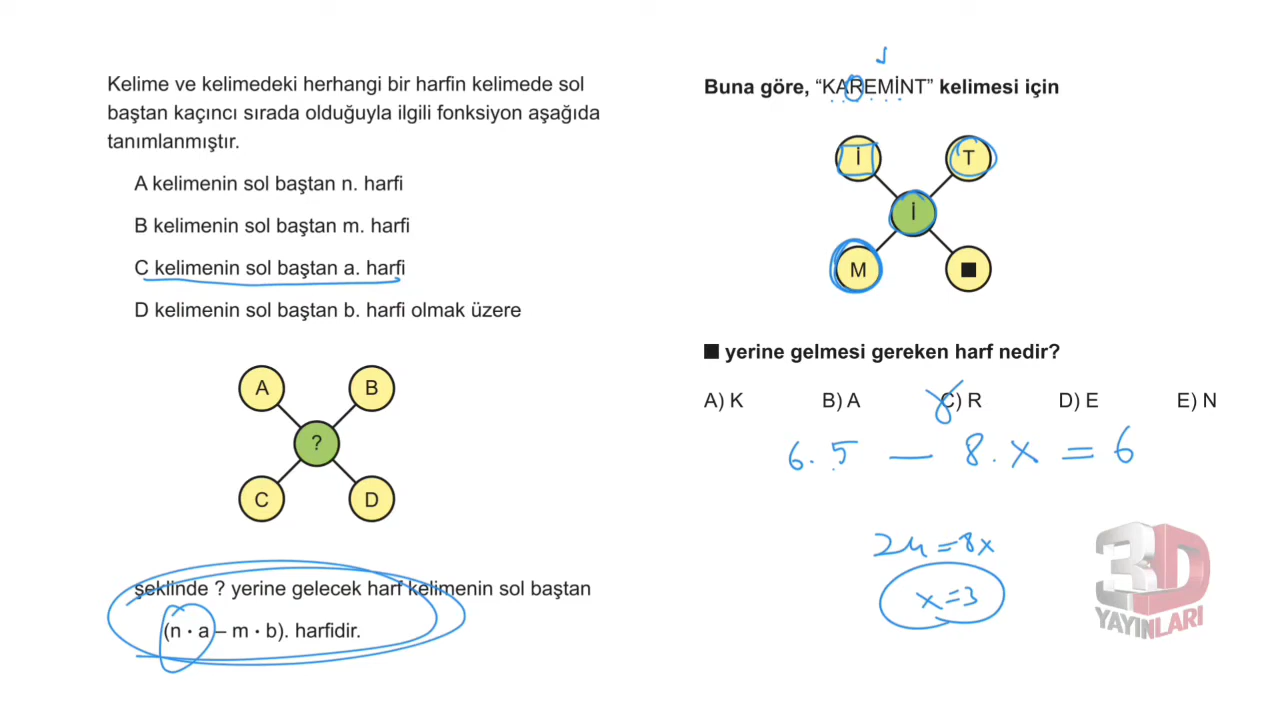 Kelime ve kelimedeki herhangi bir harfin kelimede sol
baştan kaçıncı sırada olduğuyla ilgili fonksiyon aşağıda
tanımlanmıştır.
A kelimenin sol baştan n. harfi
B kelimenin sol baştan m. harfi
C kelimenin sol baştan a. harfi
D kelimenin sol baştan b. harfi olmak üzere
A B
?
C D
şeklinde ? yerine gelecek harf kelimenin sol baştan
(n · a – m · b). harfidir.
Buna göre, “KAREMİNT” kelimesi için
İ T
İ
M ■
■ yerine gelmesi gereken harf nedir?
A) K B) A C) R D) E E) N
6. 5 — 8. x = 6
24 = 8x
x = 3
3D
YAYINLARI